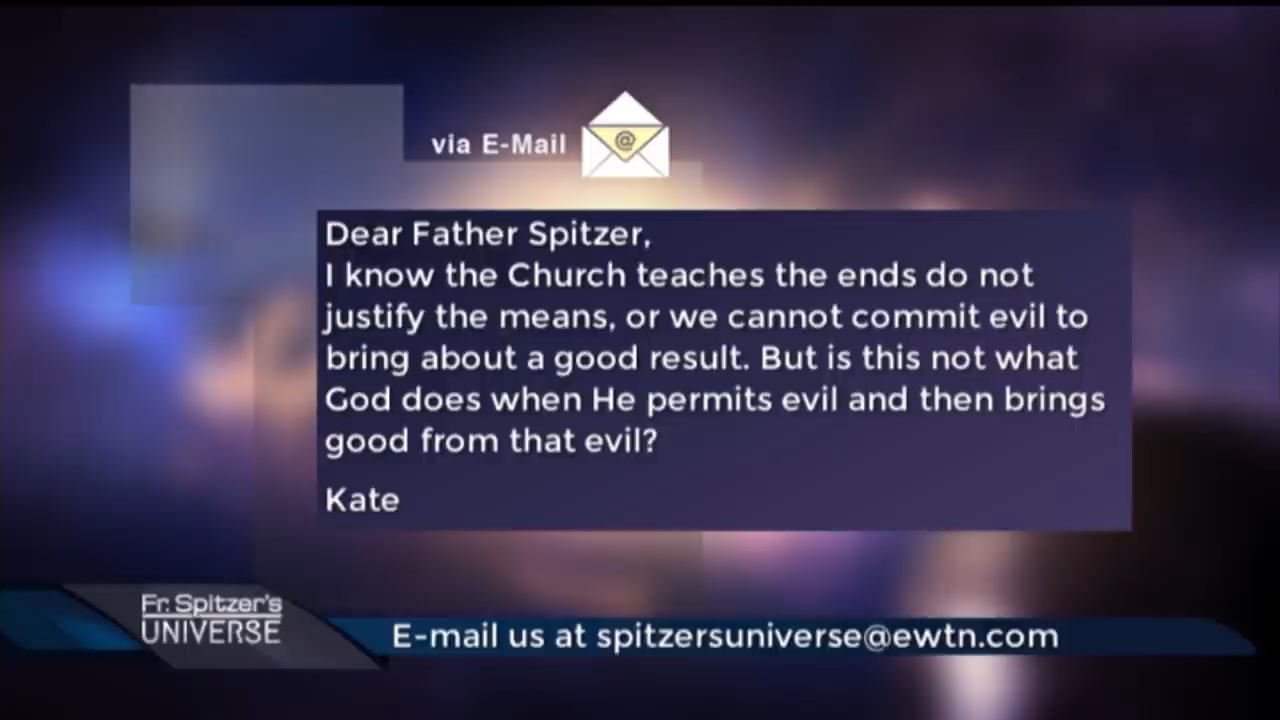 via E-Mail
@
Dear Father Spitzer,
I know the Church teaches the ends do not
justify the means, or we cannot commit evil to
bring about a good result. But is this not what
God does when He permits evil and then brings
good from that evil?
Kate
Fr. Spitzer's
UNIVERSE
E-mail us at spitzersuniverse@ewtn.com